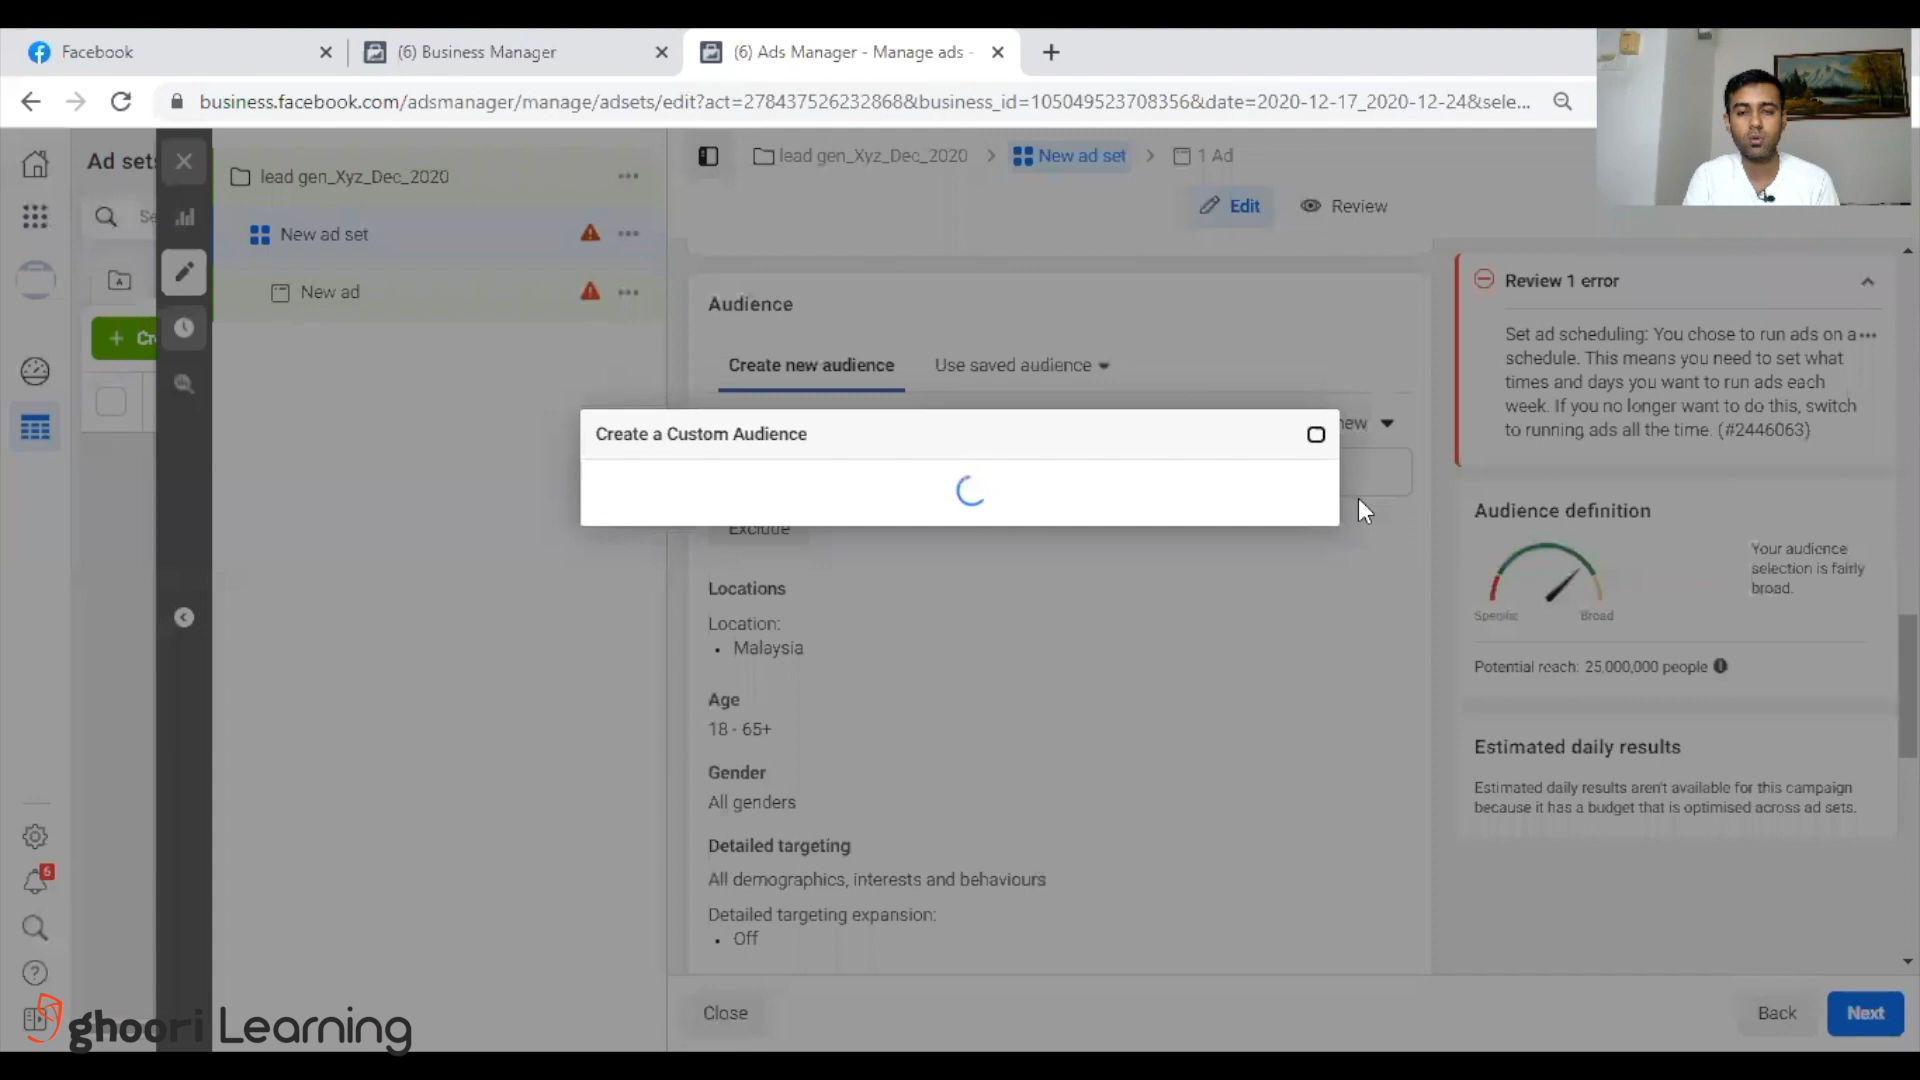 Facebook
(6) Business Manager
(6) Ads Manager - Manage ads -
business.facebook.com/adsmanager/manage/adsets/edit?act=278437526232868&business_id=105049523708356&date=2020-12-17_2020-12-24&sele...
Ad sets
lead gen_Xyz_Dec_2020
New ad set
New ad
Se
+ Cr
lead gen_Xyz_Dec_2020 > New ad set > 1 Ad
Edit
Review
Audience
Create new audience
Use saved audience
Create a Custom Audience
Exclude
Locations
Location:
• Malaysia
Age
18 - 65+
Gender
All genders
Detailed targeting
All demographics, interests and behaviours
Detailed targeting expansion:
• Off
Review 1 error
Set ad scheduling: You chose to run ads on a
schedule. This means you need to set what
times and days you want to run ads each
week. If you no longer want to do this, switch
to running ads all the time. (#2446063)
Audience definition
Your audience
selection is fairly
broad.
Specific
Broad
Potential reach: 25,000,000 people
Estimated daily results
Estimated daily results aren't available for this campaign
because it has a budget that is optimised across ad sets.
6
Close
Back
Next
ghoori Learning